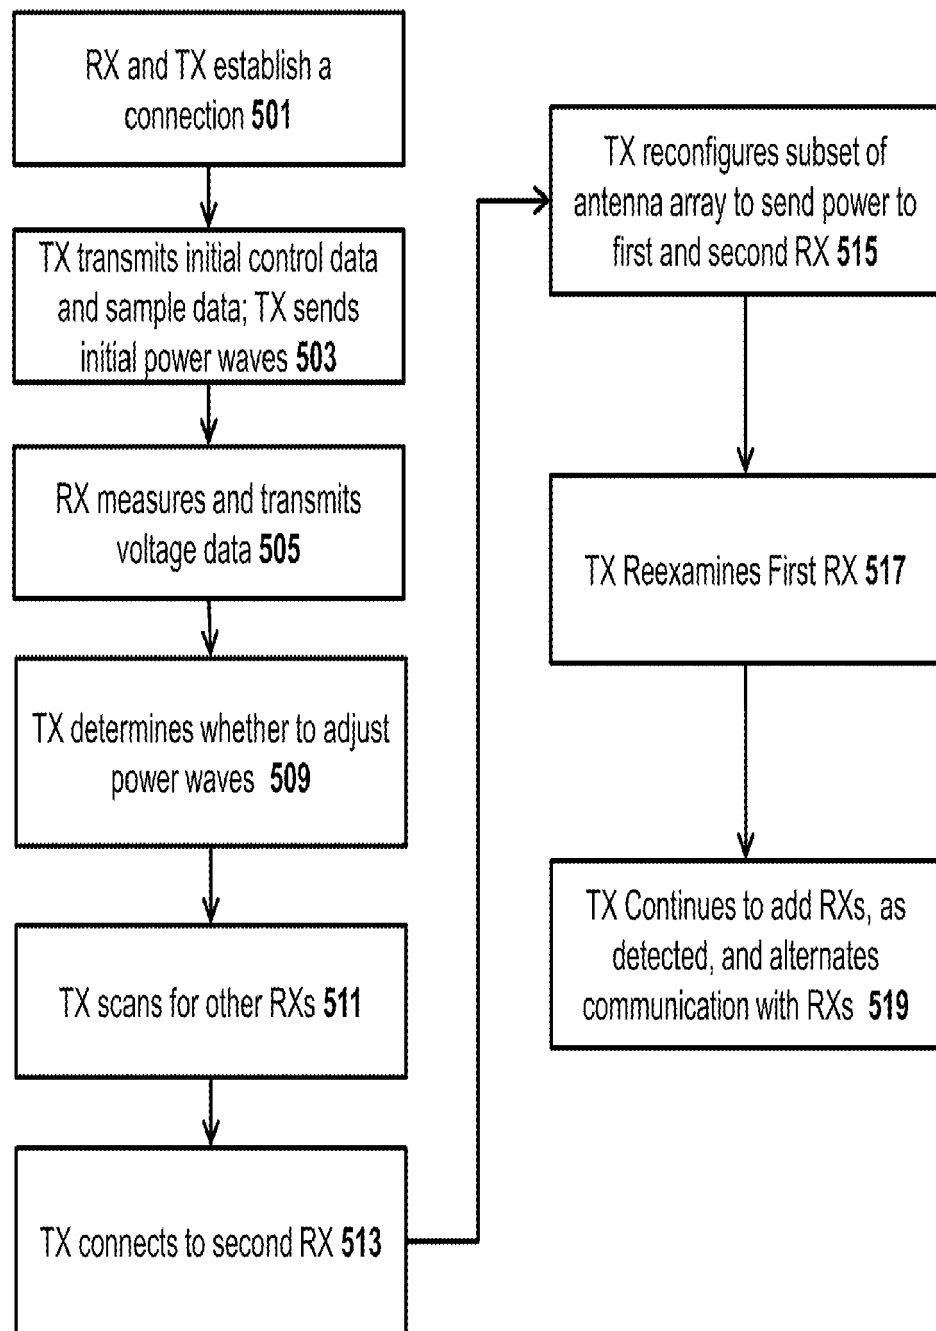 RX and TX establish a
connection 501
TX transmits initial control data
and sample data; TX sends
initial power waves 503
RX measures and transmits
voltage data 505
TX determines whether to adjust
power waves 509
TX scans for other RXs 511
TX connects to second RX 513
TX reconfigures subset of
antenna array to send power to
first and second RX 515
TX Reexamines First RX 517
TX Continues to add RXs, as
detected, and alternates
communication with RXs 519